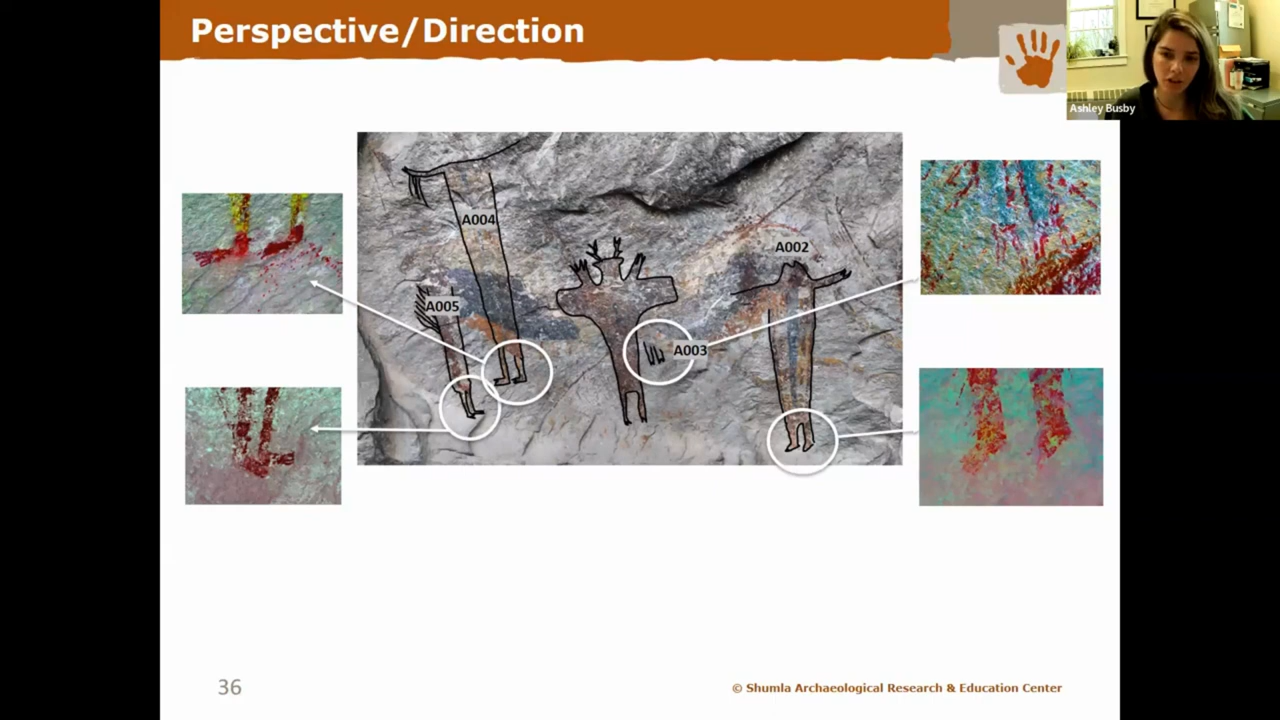 Perspective/Direction
Ashley Busby
A004
A002
A005
A003
36
© Shumla Archaeological Research & Education Center